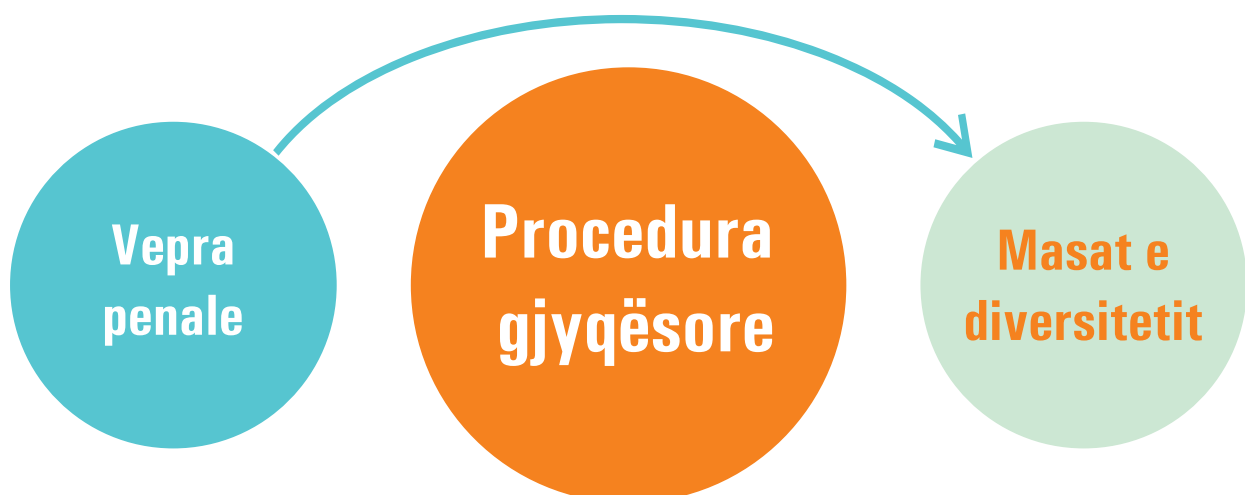 Vepra
penale
Procedura
gjyqësore
Masat e
diversitetit